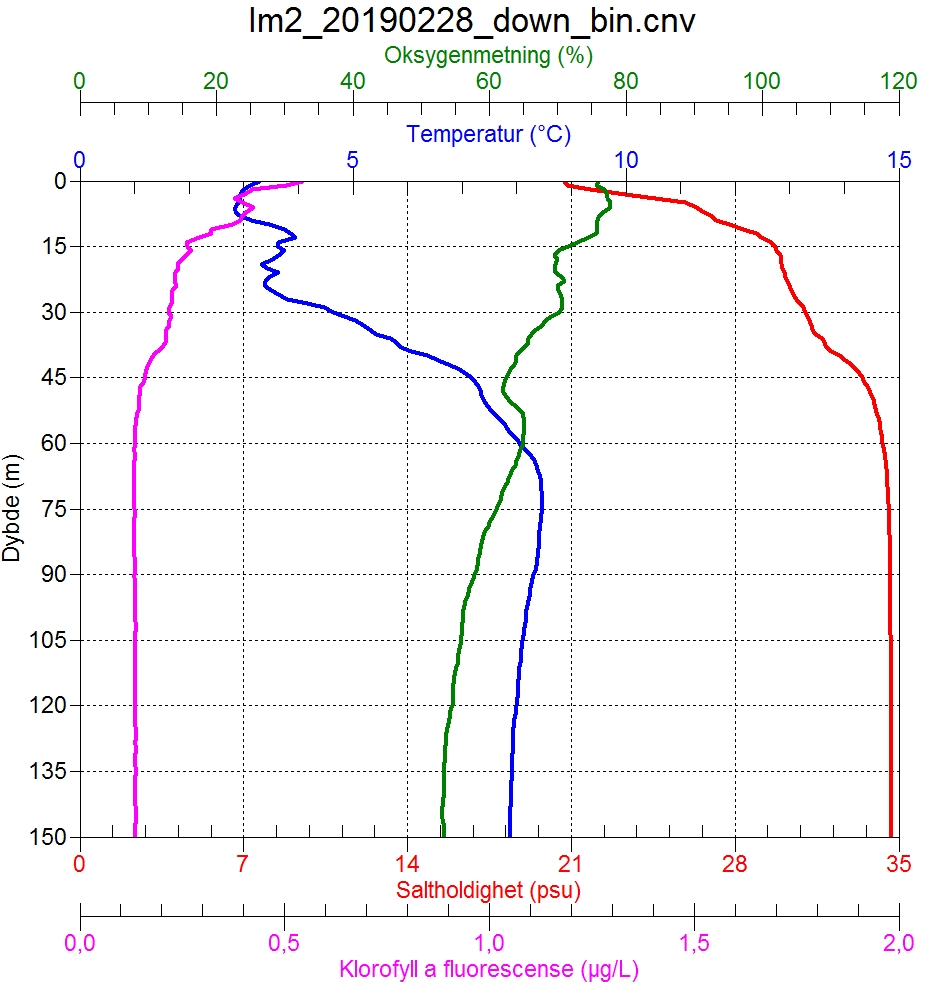 Im2_20190228_down_bin.cnv
Oksygenmetning (%)
0 20 40 60 80 100 120
Temperatur (°C)
0 5 10 15
0
15
30
45
60
75
90
105
120
135
150
Dybde (m)
0 7 14 21 28 35
Saltholdighet (psu)
0,0 0,5 1,0 1,5 2,0
Klorofyll a fluorescense (µg/L)